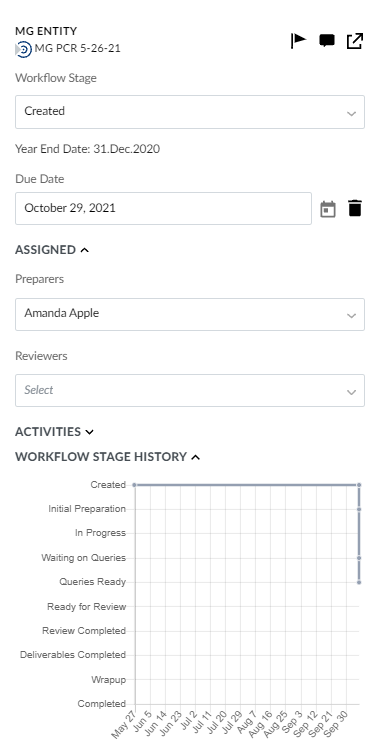 MG ENTITY
MG PCR 5-26-21
Workflow Stage
Created
Year End Date: 31.Dec.2020
Due Date
October 29, 2021
ASSIGNED
Preparers
Amanda Apple
Reviewers
Select
ACTIVITIES
WORKFLOW STAGE HISTORY
Created
Initial Preparation
In Progress
Waiting on Queries
Queries Ready
Ready for Review
Review Completed
Deliverables Completed
Wrapup
Completed
May 27 Jun 5 Jun 14 Jun 23 Jul 2 Jul 11 Jul 20 Jul 29 Aug 7 Aug 16 Aug 25 Sep 3 Sep 12 Sep 21 Sep 30